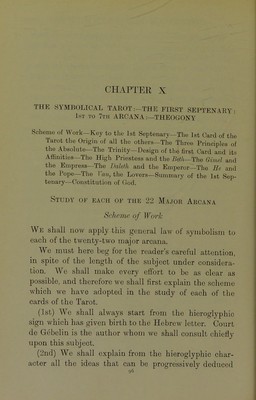 CHAPTER X
THE SYMBOLICAL TAROT:—THE FIRST SEPTENARY:
1ST TO 7TH ARCANA:—THEOGONY
Scheme of Work—Key to the 1st Septenary—The 1st Card of the
Tarot the Origin of all the others—The Three Principles of
the Absolute—The Trinity—Design of the first Card and its
Affinities—The High Priestess and the Beth—The Gimel and
the Empress—The Daleth and the Emperor—The He and
the Pope—The Vau, the Lovers—Summary of the 1st Sep-
tenary—Constitution of God.
STUDY OF EACH OF THE 22 MAJOR ARCANA
Scheme of Work
WE shall now apply this general law of symbolism to
each of the twenty-two major arcana.
We must here beg for the reader's careful attention,
in spite of the length of the subject under considera-
tion. We shall make every effort to be as clear as
possible, and therefore we shall first explain the scheme
which we have adopted in the study of each of the
cards of the Tarot.
(1st) We shall always start from the hieroglyphic
sign which has given birth to the Hebrew letter. Court
de Gébelin is the author whom we shall consult chiefly
upon this subject.
(2nd) We shall explain from the hieroglyphic char-
acter all the ideas that can be progressively deduced